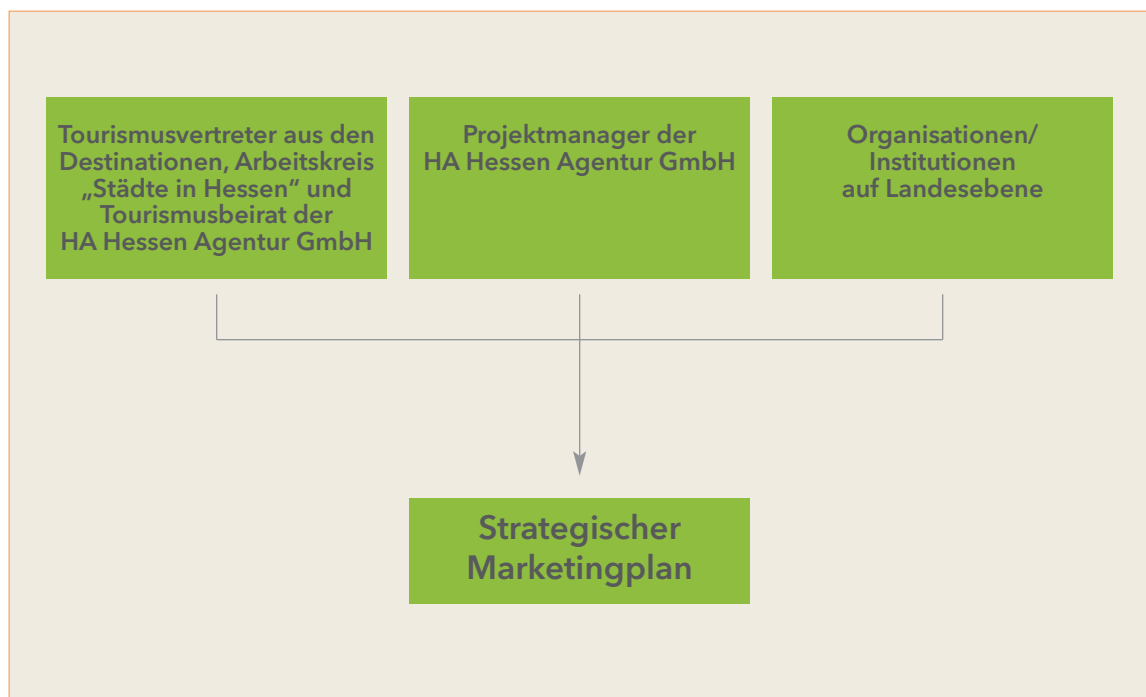 Tourismusvertreter aus den
Destinationen, Arbeitskreis
„Städte in Hessen“ und
Tourismusbeirat der
HA Hessen Agentur GmbH
Projektmanager der
HA Hessen Agentur GmbH
Organisationen/
Institutionen
auf Landesebene
Strategischer
Marketingplan